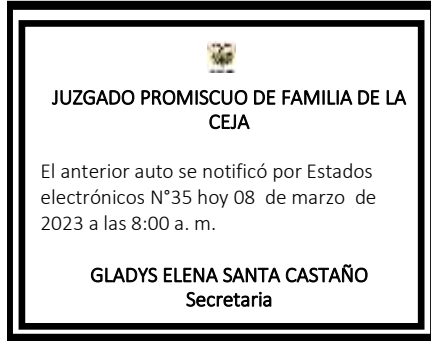 JUZGADO PROMISCUO DE FAMILIA DE LA
CEJA
El anterior auto se notificó por Estados
electrónicos N°35 hoy 08 de marzo de
2023 a las 8:00 a. m.
GLADYS ELENA SANTA CASTAÑO
Secretaria